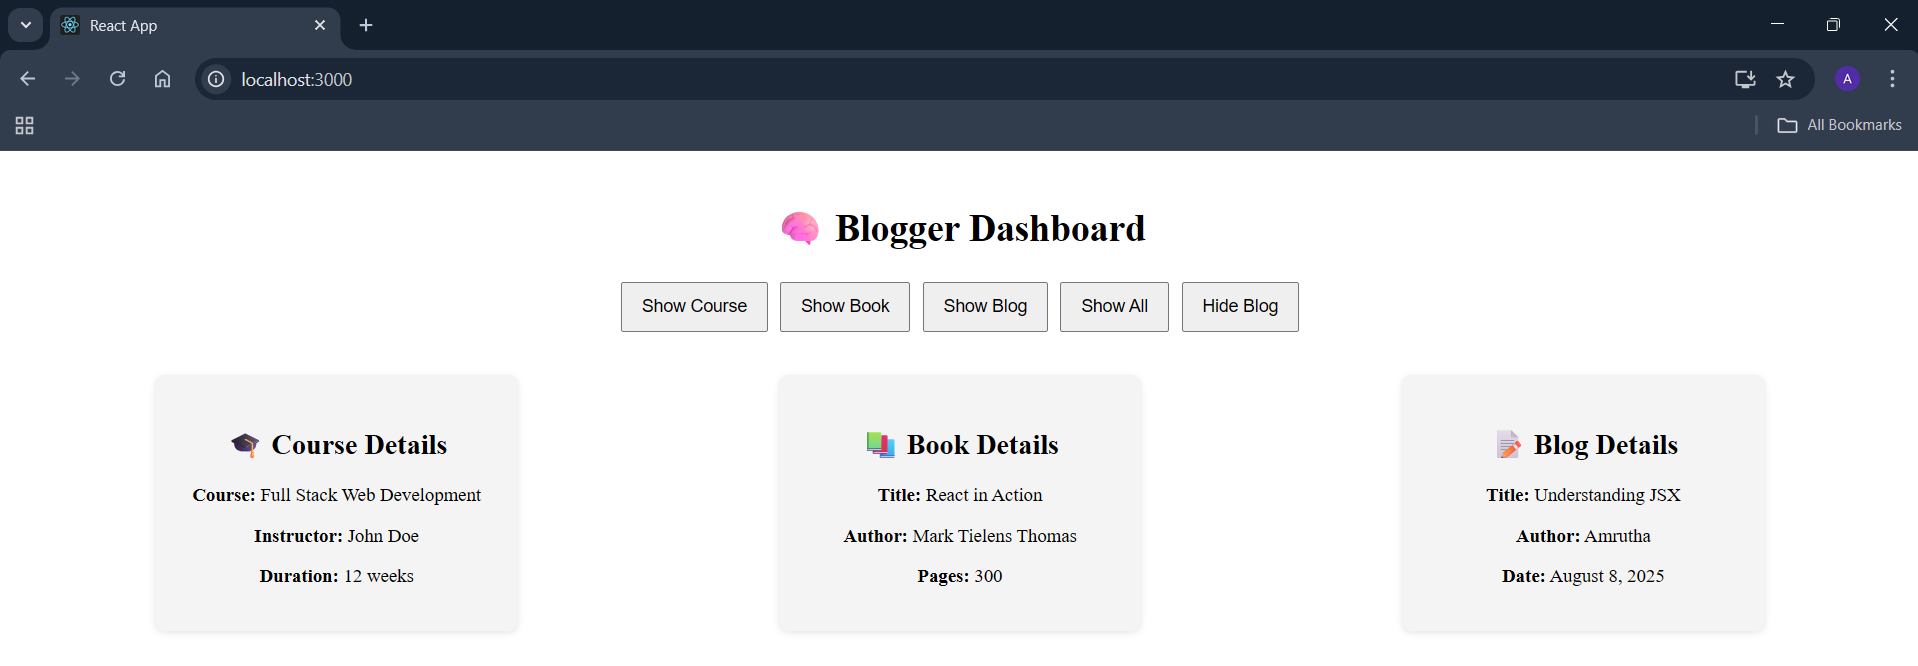 React App
localhost:3000
A
All Bookmarks
Blogger Dashboard
Show Course Show Book Show Blog Show All Hide Blog
Course Details
Course: Full Stack Web Development
Instructor: John Doe
Duration: 12 weeks
Book Details
Title: React in Action
Author: Mark Tielens Thomas
Pages: 300
Blog Details
Title: Understanding JSX
Author: Amrutha
Date: August 8, 2025